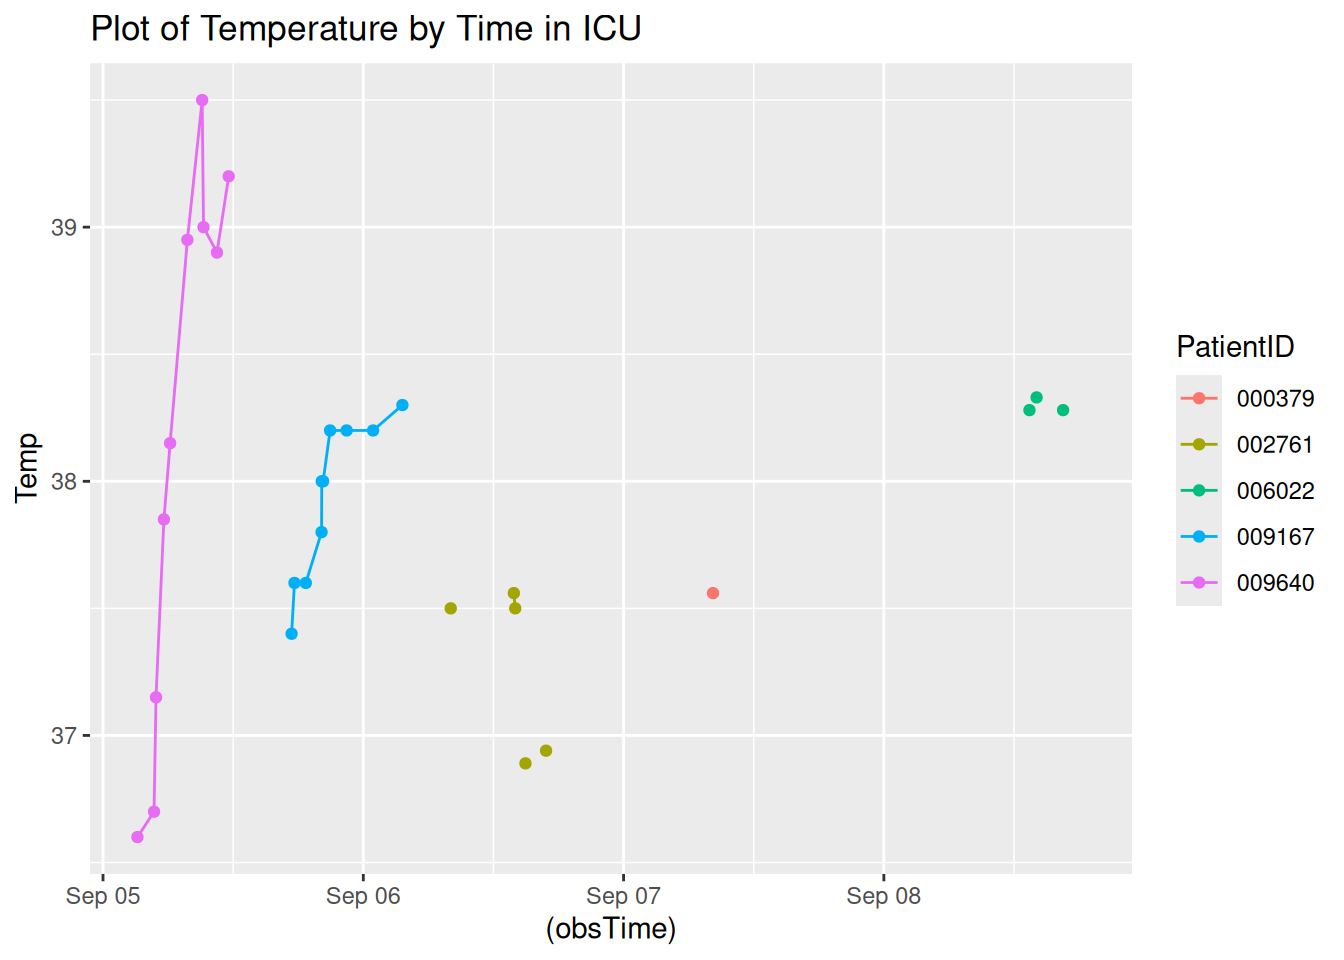 Plot of Temperature by Time in ICU
39
38
37
Temp
Sep 05
Sep 06
Sep 07
Sep 08
(obsTime)
PatientID
000379
002761
006022
009167
009640